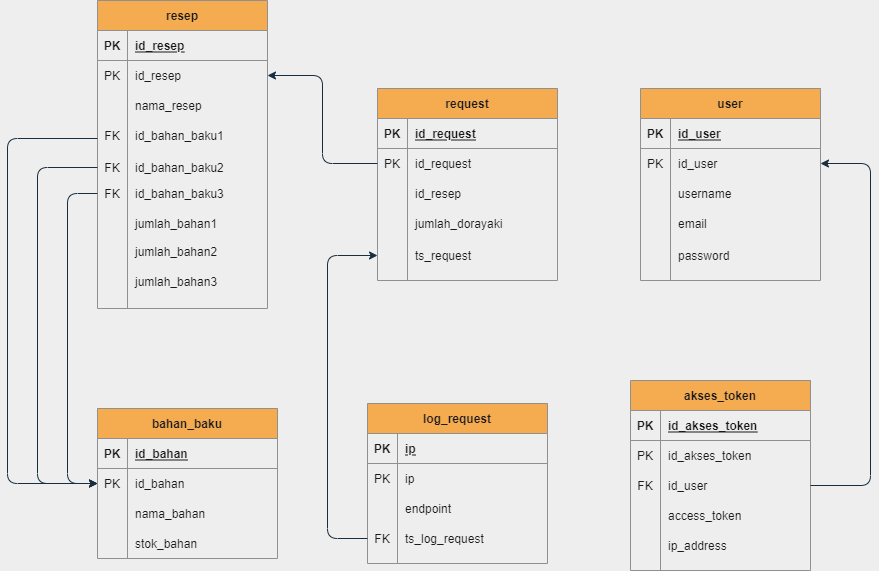 resep
PK id_resep
PK id_resep
nama_resep
FK id_bahan_baku1
FK id_bahan_baku2
FK id_bahan_baku3
jumlah_bahan1
jumlah_bahan2
jumlah_bahan3
request
PK id_request
PK id_request
id_resep
jumlah_dorayaki
ts_request
user
PK id_user
PK id_user
username
email
password
bahan_baku
PK id_bahan
PK id_bahan
nama_bahan
stok_bahan
log_request
PK ip
PK ip
endpoint
FK ts_log_request
akses_token
PK id_akses_token
PK id_akses_token
FK id_user
access_token
ip_address